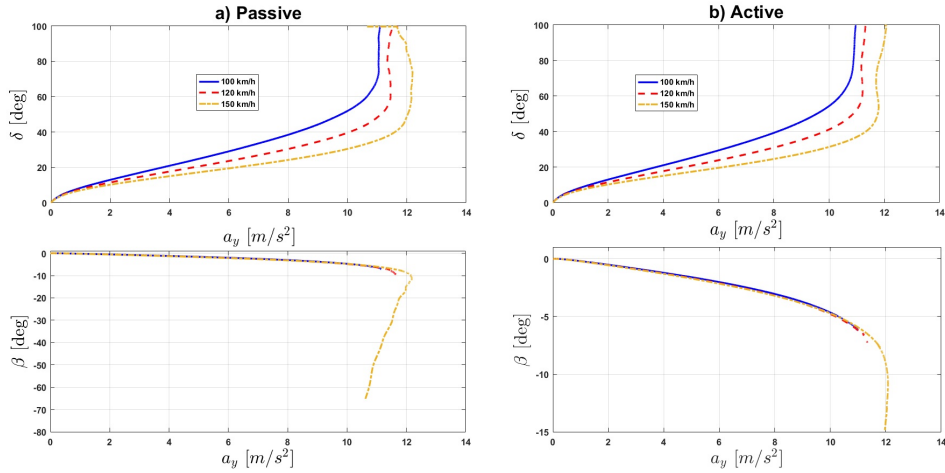 a) Passive
100
80
60
40
20
0
δ [deg]
100 km/h
120 km/h
150 km/h
0 2 4 6 8 10 12 14
a_y [m/s²]
0
-10
-20
-30
-40
-50
-60
-70
-80
β [deg]
0 2 4 6 8 10 12 14
a_y [m/s²]
b) Active
100
80
60
40
20
0
δ [deg]
100 km/h
120 km/h
150 km/h
0 2 4 6 8 10 12 14
a_y [m/s²]
0
-5
-10
-15
β [deg]
0 2 4 6 8 10 12 14
a_y [m/s²]